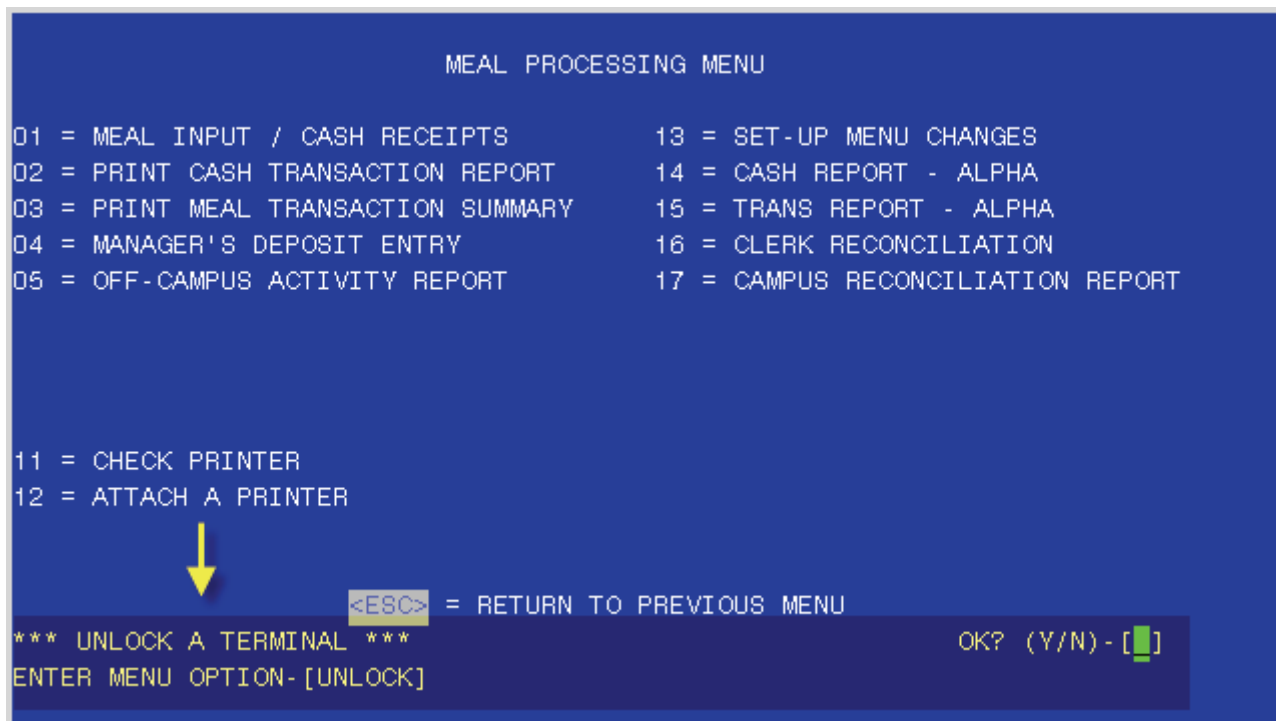 MEAL PROCESSING MENU
01 = MEAL INPUT / CASH RECEIPTS 13 = SET-UP MENU CHANGES
02 = PRINT CASH TRANSACTION REPORT 14 = CASH REPORT - ALPHA
03 = PRINT MEAL TRANSACTION SUMMARY 15 = TRANS REPORT - ALPHA
04 = MANAGER'S DEPOSIT ENTRY 16 = CLERK RECONCILIATION
05 = OFF-CAMPUS ACTIVITY REPORT 17 = CAMPUS RECONCILIATION REPORT
11 = CHECK PRINTER
12 = ATTACH A PRINTER
<ESC> = RETURN TO PREVIOUS MENU
*** UNLOCK A TERMINAL *** OK? (Y/N)-[_]
ENTER MENU OPTION-[UNLOCK]